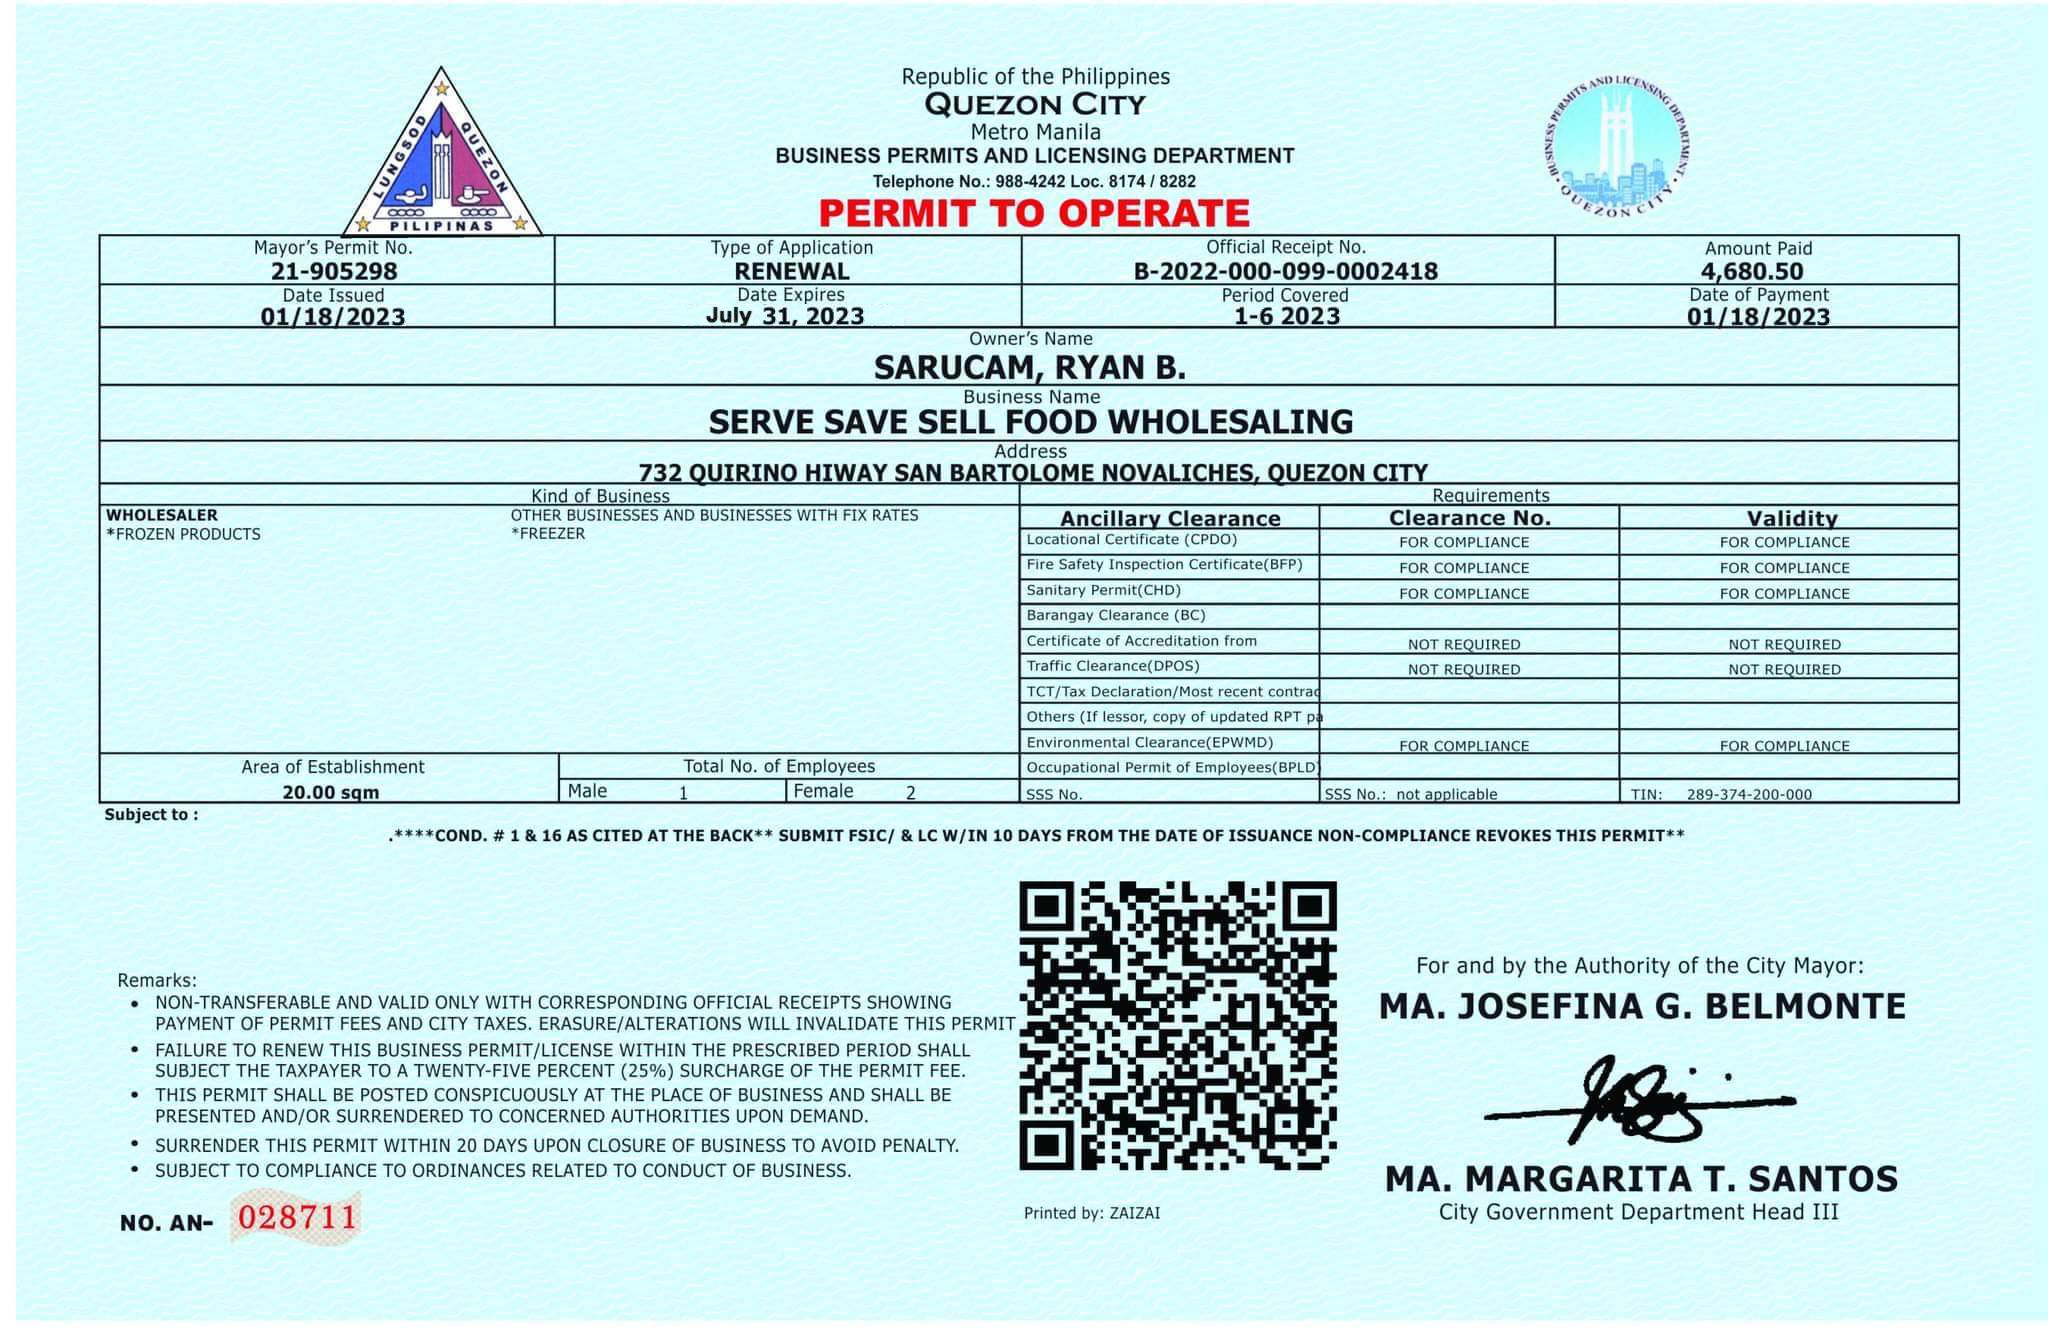 Republic of the Philippines
QUEZON CITY
Metro Manila
BUSINESS PERMITS AND LICENSING DEPARTMENT
Telephone No.: 988-4242 Loc. 8174 / 8282
PERMIT TO OPERATE
LUNGSOD QUEZON
PILIPINAS
BUSINESS PERMITS AND LICENSING DEPARTMENT
QUEZON CITY
Mayor's Permit No. Type of Application Official Receipt No. Amount Paid
21-905298 RENEWAL B-2022-000-099-0002418 4,680.50
Date Issued Date Expires Period Covered Date of Payment
01/18/2023 July 31, 2023 1-6 2023 01/18/2023
Owner's Name
SARUCAM, RYAN B.
Business Name
SERVE SAVE SELL FOOD WHOLESALING
Address
732 QUIRINO HIWAY SAN BARTOLOME NOVALICHES, QUEZON CITY
Kind of Business
WHOLESALER OTHER BUSINESSES AND BUSINESSES WITH FIX RATES
*FROZEN PRODUCTS *FREEZER
Requirements
Ancillary Clearance Clearance No. Validity
Locational Certificate (CPDO) FOR COMPLIANCE FOR COMPLIANCE
Fire Safety Inspection Certificate(BFP) FOR COMPLIANCE FOR COMPLIANCE
Sanitary Permit(CHD) FOR COMPLIANCE FOR COMPLIANCE
Barangay Clearance (BC)
Certificate of Accreditation from NOT REQUIRED NOT REQUIRED
Traffic Clearance(DPOS) NOT REQUIRED NOT REQUIRED
TCT/Tax Declaration/Most recent contrac
Others (If lessor, copy of updated RPT pa
Environmental Clearance(EPWMD) FOR COMPLIANCE FOR COMPLIANCE
Occupational Permit of Employees(BPLD)
SSS No. SSS No.: not applicable TIN: 289-374-200-000
Area of Establishment Total No. of Employees
20.00 sqm Male 1 Female 2
Subject to :
.****COND. # 1 & 16 AS CITED AT THE BACK** SUBMIT FSIC/ & LC W/IN 10 DAYS FROM THE DATE OF ISSUANCE NON-COMPLIANCE REVOKES THIS PERMIT**
Remarks:
• NON-TRANSFERABLE AND VALID ONLY WITH CORRESPONDING OFFICIAL RECEIPTS SHOWING
PAYMENT OF PERMIT FEES AND CITY TAXES. ERASURE/ALTERATIONS WILL INVALIDATE THIS PERMIT
• FAILURE TO RENEW THIS BUSINESS PERMIT/LICENSE WITHIN THE PRESCRIBED PERIOD SHALL
SUBJECT THE TAXPAYER TO A TWENTY-FIVE PERCENT (25%) SURCHARGE OF THE PERMIT FEE.
• THIS PERMIT SHALL BE POSTED CONSPICUOUSLY AT THE PLACE OF BUSINESS AND SHALL BE
PRESENTED AND/OR SURRENDERED TO CONCERNED AUTHORITIES UPON DEMAND.
• SURRENDER THIS PERMIT WITHIN 20 DAYS UPON CLOSURE OF BUSINESS TO AVOID PENALTY.
• SUBJECT TO COMPLIANCE TO ORDINANCES RELATED TO CONDUCT OF BUSINESS.
NO. AN- 028711
Printed by: ZAIZAI
For and by the Authority of the City Mayor:
MA. JOSEFINA G. BELMONTE
MA. MARGARITA T. SANTOS
City Government Department Head III